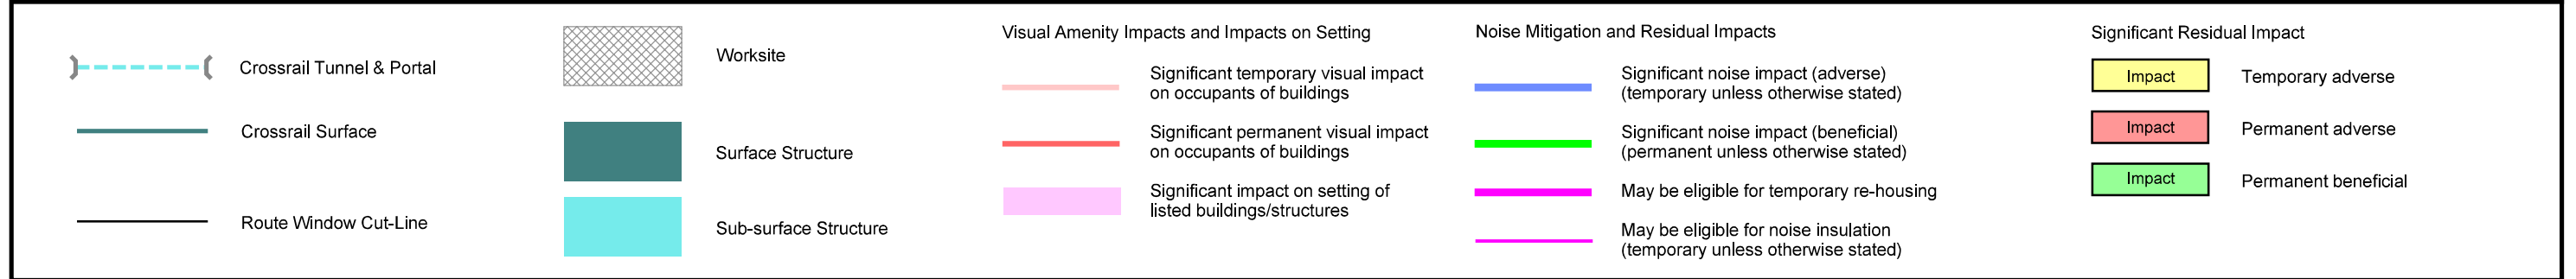 Crossrail Tunnel & Portal
Crossrail Surface
Route Window Cut-Line
Worksite
Surface Structure
Sub-surface Structure
Visual Amenity Impacts and Impacts on Setting
Significant temporary visual impact
on occupants of buildings
Significant permanent visual impact
on occupants of buildings
Significant impact on setting of
listed buildings/structures
Noise Mitigation and Residual Impacts
Significant noise impact (adverse)
(temporary unless otherwise stated)
Significant noise impact (beneficial)
(permanent unless otherwise stated)
May be eligible for temporary re-housing
May be eligible for noise insulation
(temporary unless otherwise stated)
Significant Residual Impact
Impact Temporary adverse
Impact Permanent adverse
Impact Permanent beneficial